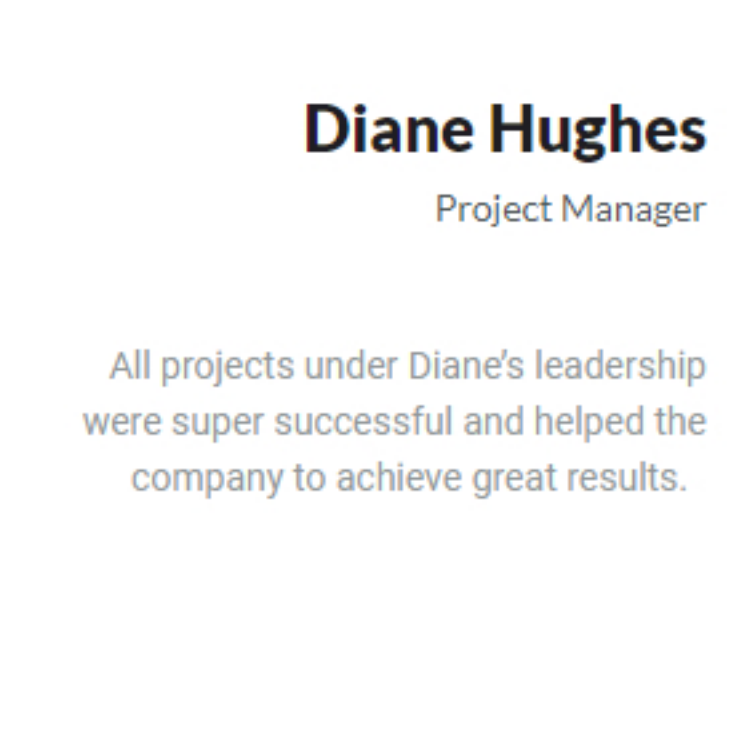 Diane Hughes
Project Manager
All projects under Diane’s leadership
were super successful and helped the
company to achieve great results.